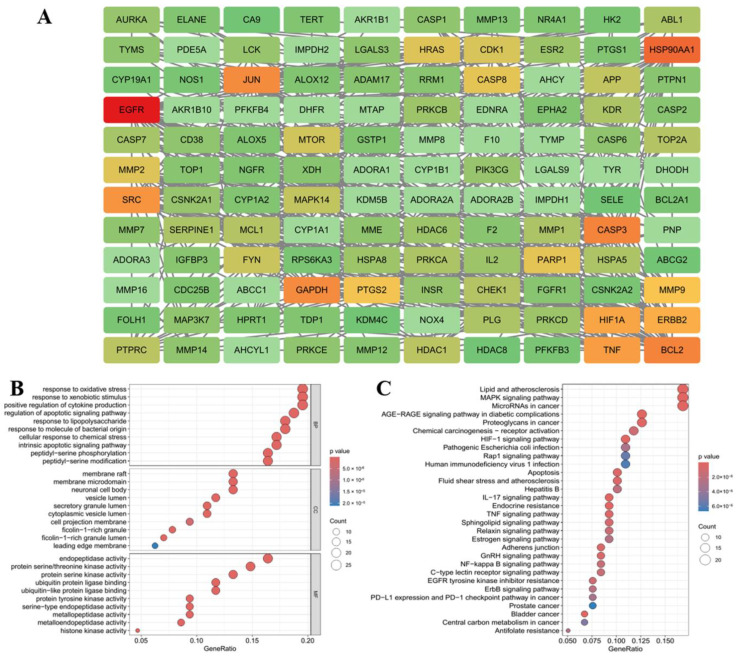 A
AURKA ELANE CA9 TERT AKR1B1 CASP1 MMP13 NR4A1 HK2 ABL1
TYMS PDE5A LCK IMPDH2 LGALS3 HRAS CDK1 ESR2 PTGS1 HSP90AA1
CYP19A1 NOS1 JUN ALOX12 ADAM17 RRM1 CASP8 AHCY APP PTPN1
EGFR AKR1B10 PFKFB4 DHFR MTAP PRKCB EDNRA EPHA2 KDR CASP2
CASP7 CD38 ALOX5 MTOR GSTP1 MMP8 F10 TYMP CASP6 TOP2A
MMP2 TOP1 NGFR XDH ADORA1 CYP1B1 PIK3CG LGALS9 TYR DHODH
SRC CSNK2A1 CYP1A2 MAPK14 KDM5B ADORA2A ADORA2B IMPDH1 SELE BCL2A1
MMP7 SERPINE1 MCL1 CYP1A1 MME HDAC6 F2 MMP1 CASP3 PNP
ADORA3 IGFBP3 FYN RPS6KA3 HSPA8 PRKCA IL2 PARP1 HSPA5 ABCG2
MMP16 CDC25B ABCC1 GAPDH PTGS2 INSR CHEK1 FGFR1 CSNK2A2 MMP9
FOLH1 MAP3K7 HPRT1 TDP1 KDM4C NOX4 PLG PRKCD HIF1A ERBB2
PTPRC MMP14 AHCYL1 PRKCE MMP12 HDAC1 HDAC8 PFKFB3 TNF BCL2
B
response to oxidative stress
response to xenobiotic stimulus
positive regulation of cytokine production
regulation of apoptotic signaling pathway
response to lipopolysaccharide
response to molecule of bacterial origin
cellular response to chemical stress
intrinsic apoptotic signaling pathway
peptidyl-serine phosphorylation
peptidyl-serine modification
BP
membrane raft
membrane microdomain
neuronal cell body
vesicle lumen
secretory granule lumen
cytoplasmic vesicle lumen
cell projection membrane
ficolin-1-rich granule
ficolin-1-rich granule lumen
leading edge membrane
CC
endopeptidase activity
protein serine/threonine kinase activity
protein serine kinase activity
ubiquitin protein ligase binding
ubiquitin-like protein ligase binding
protein tyrosine kinase activity
serine-type endopeptidase activity
metallopeptidase activity
metalloendopeptidase activity
histone kinase activity
MF
0.05 0.10 0.15 0.20
GeneRatio
p value
Count
10
15
20
25
C
Lipid and atherosclerosis
MAPK signaling pathway
MicroRNAs in cancer
AGE-RAGE signaling pathway in diabetic complications
Proteoglycans in cancer
Chemical carcinogenesis - receptor activation
HIF-1 signaling pathway
Pathogenic Escherichia coli infection
Rap1 signaling pathway
Human immunodeficiency virus 1 infection
Apoptosis
Fluid shear stress and atherosclerosis
Hepatitis B
IL-17 signaling pathway
Endocrine resistance
TNF signaling pathway
Sphingolipid signaling pathway
Relaxin signaling pathway
Estrogen signaling pathway
Adherens junction
GnRH signaling pathway
NF-kappa B signaling pathway
C-type lectin receptor signaling pathway
EGFR tyrosine kinase inhibitor resistance
ErbB signaling pathway
PD-L1 expression and PD-1 checkpoint pathway in cancer
Prostate cancer
Bladder cancer
Central carbon metabolism in cancer
Antifolate resistance
0.050 0.075 0.100 0.125 0.150
GeneRatio
p value
Count
10
15
20